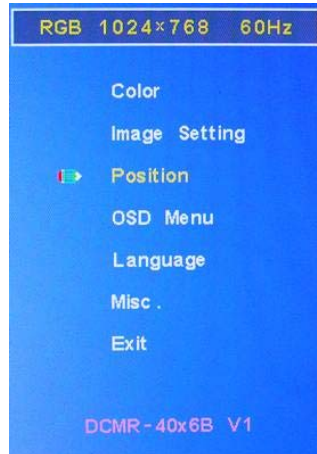 RGB 1024×768 60Hz
Color
Image Setting
Position
OSD Menu
Language
Misc.
Exit
DCMR-40x6B V1